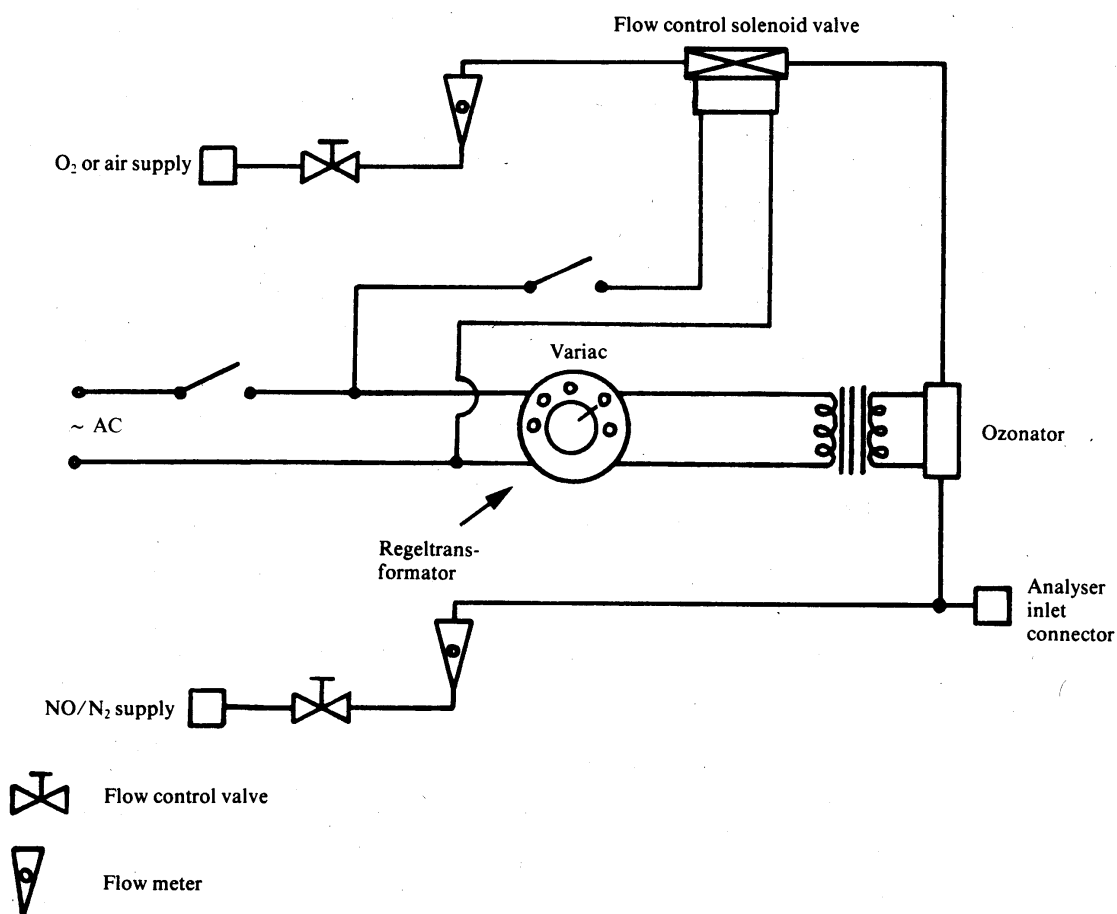 Flow control solenoid valve
O₂ or air supply
Variac
~ AC
Ozonator
Regeltrans-
formator
Analyser
inlet
connector
NO/N₂ supply
Flow control valve
Flow meter